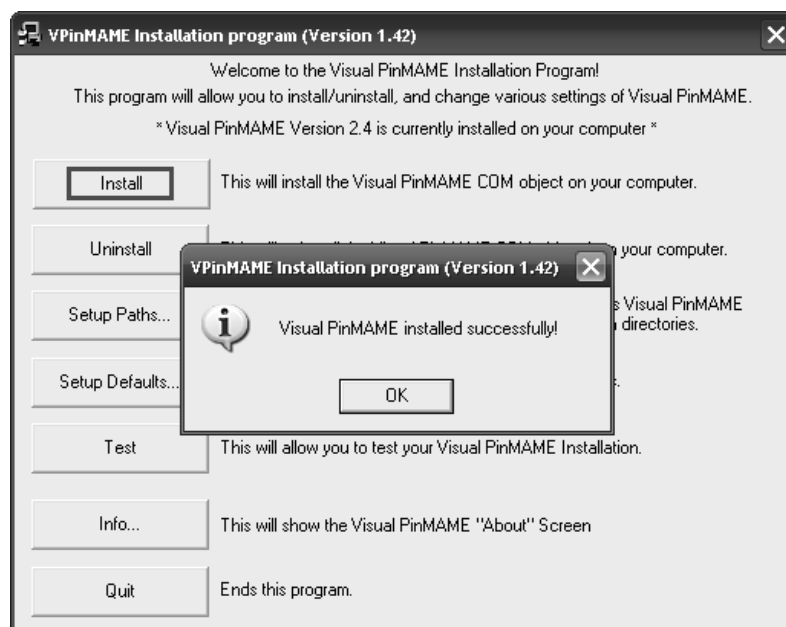 VPinMAME Installation program (Version 1.42)
Welcome to the Visual PinMAME Installation Program!
This program will allow you to install/uninstall, and change various settings of Visual PinMAME.
* Visual PinMAME Version 2.4 is currently installed on your computer *
Install
This will install the Visual PinMAME COM object on your computer.
Uninstall
your computer.
VPinMAME Installation program (Version 1.42)
Setup Paths...
Visual PinMAME
directories.
Visual PinMAME installed successfully!
Setup Defaults...
OK
Test
This will allow you to test your Visual PinMAME Installation.
Info...
This will show the Visual PinMAME "About" Screen
Quit
Ends this program.